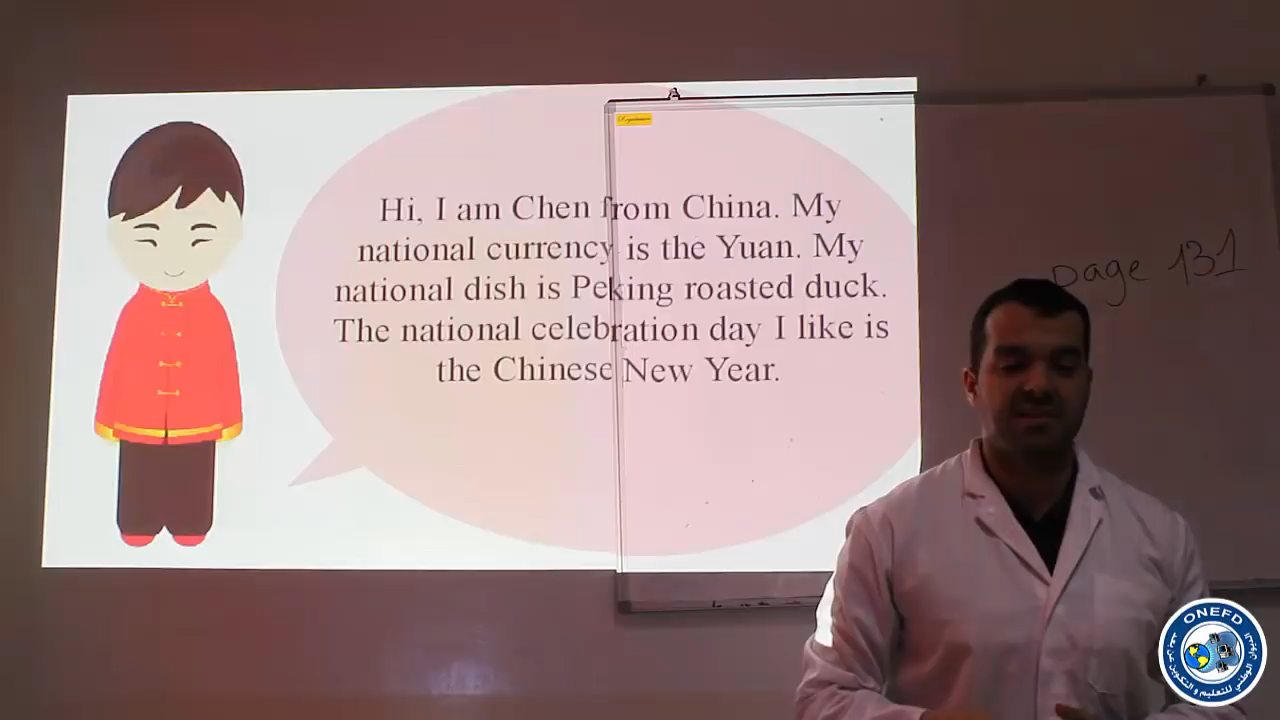 Hi, I am Chen from China. My
national currency is the Yuan. My
national dish is Peking roasted duck.
The national celebration day I like is
the Chinese New Year.
page 131
ONEFD